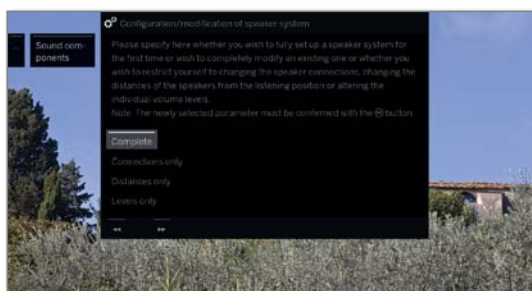 Configuration/modification of speaker system
Sound com-
ponents
Please specify here whether you wish to fully set up a speaker system for
the first time or wish to completely modify an existing one or whether you
wish to restrict yourself to changing the speaker connections, changing the
distances of the speakers from the listening position or altering the
individual volume levels.
Note: The newly selected parameter must be confirmed with the button.
Complete
Connections only
Distances only
Levels only